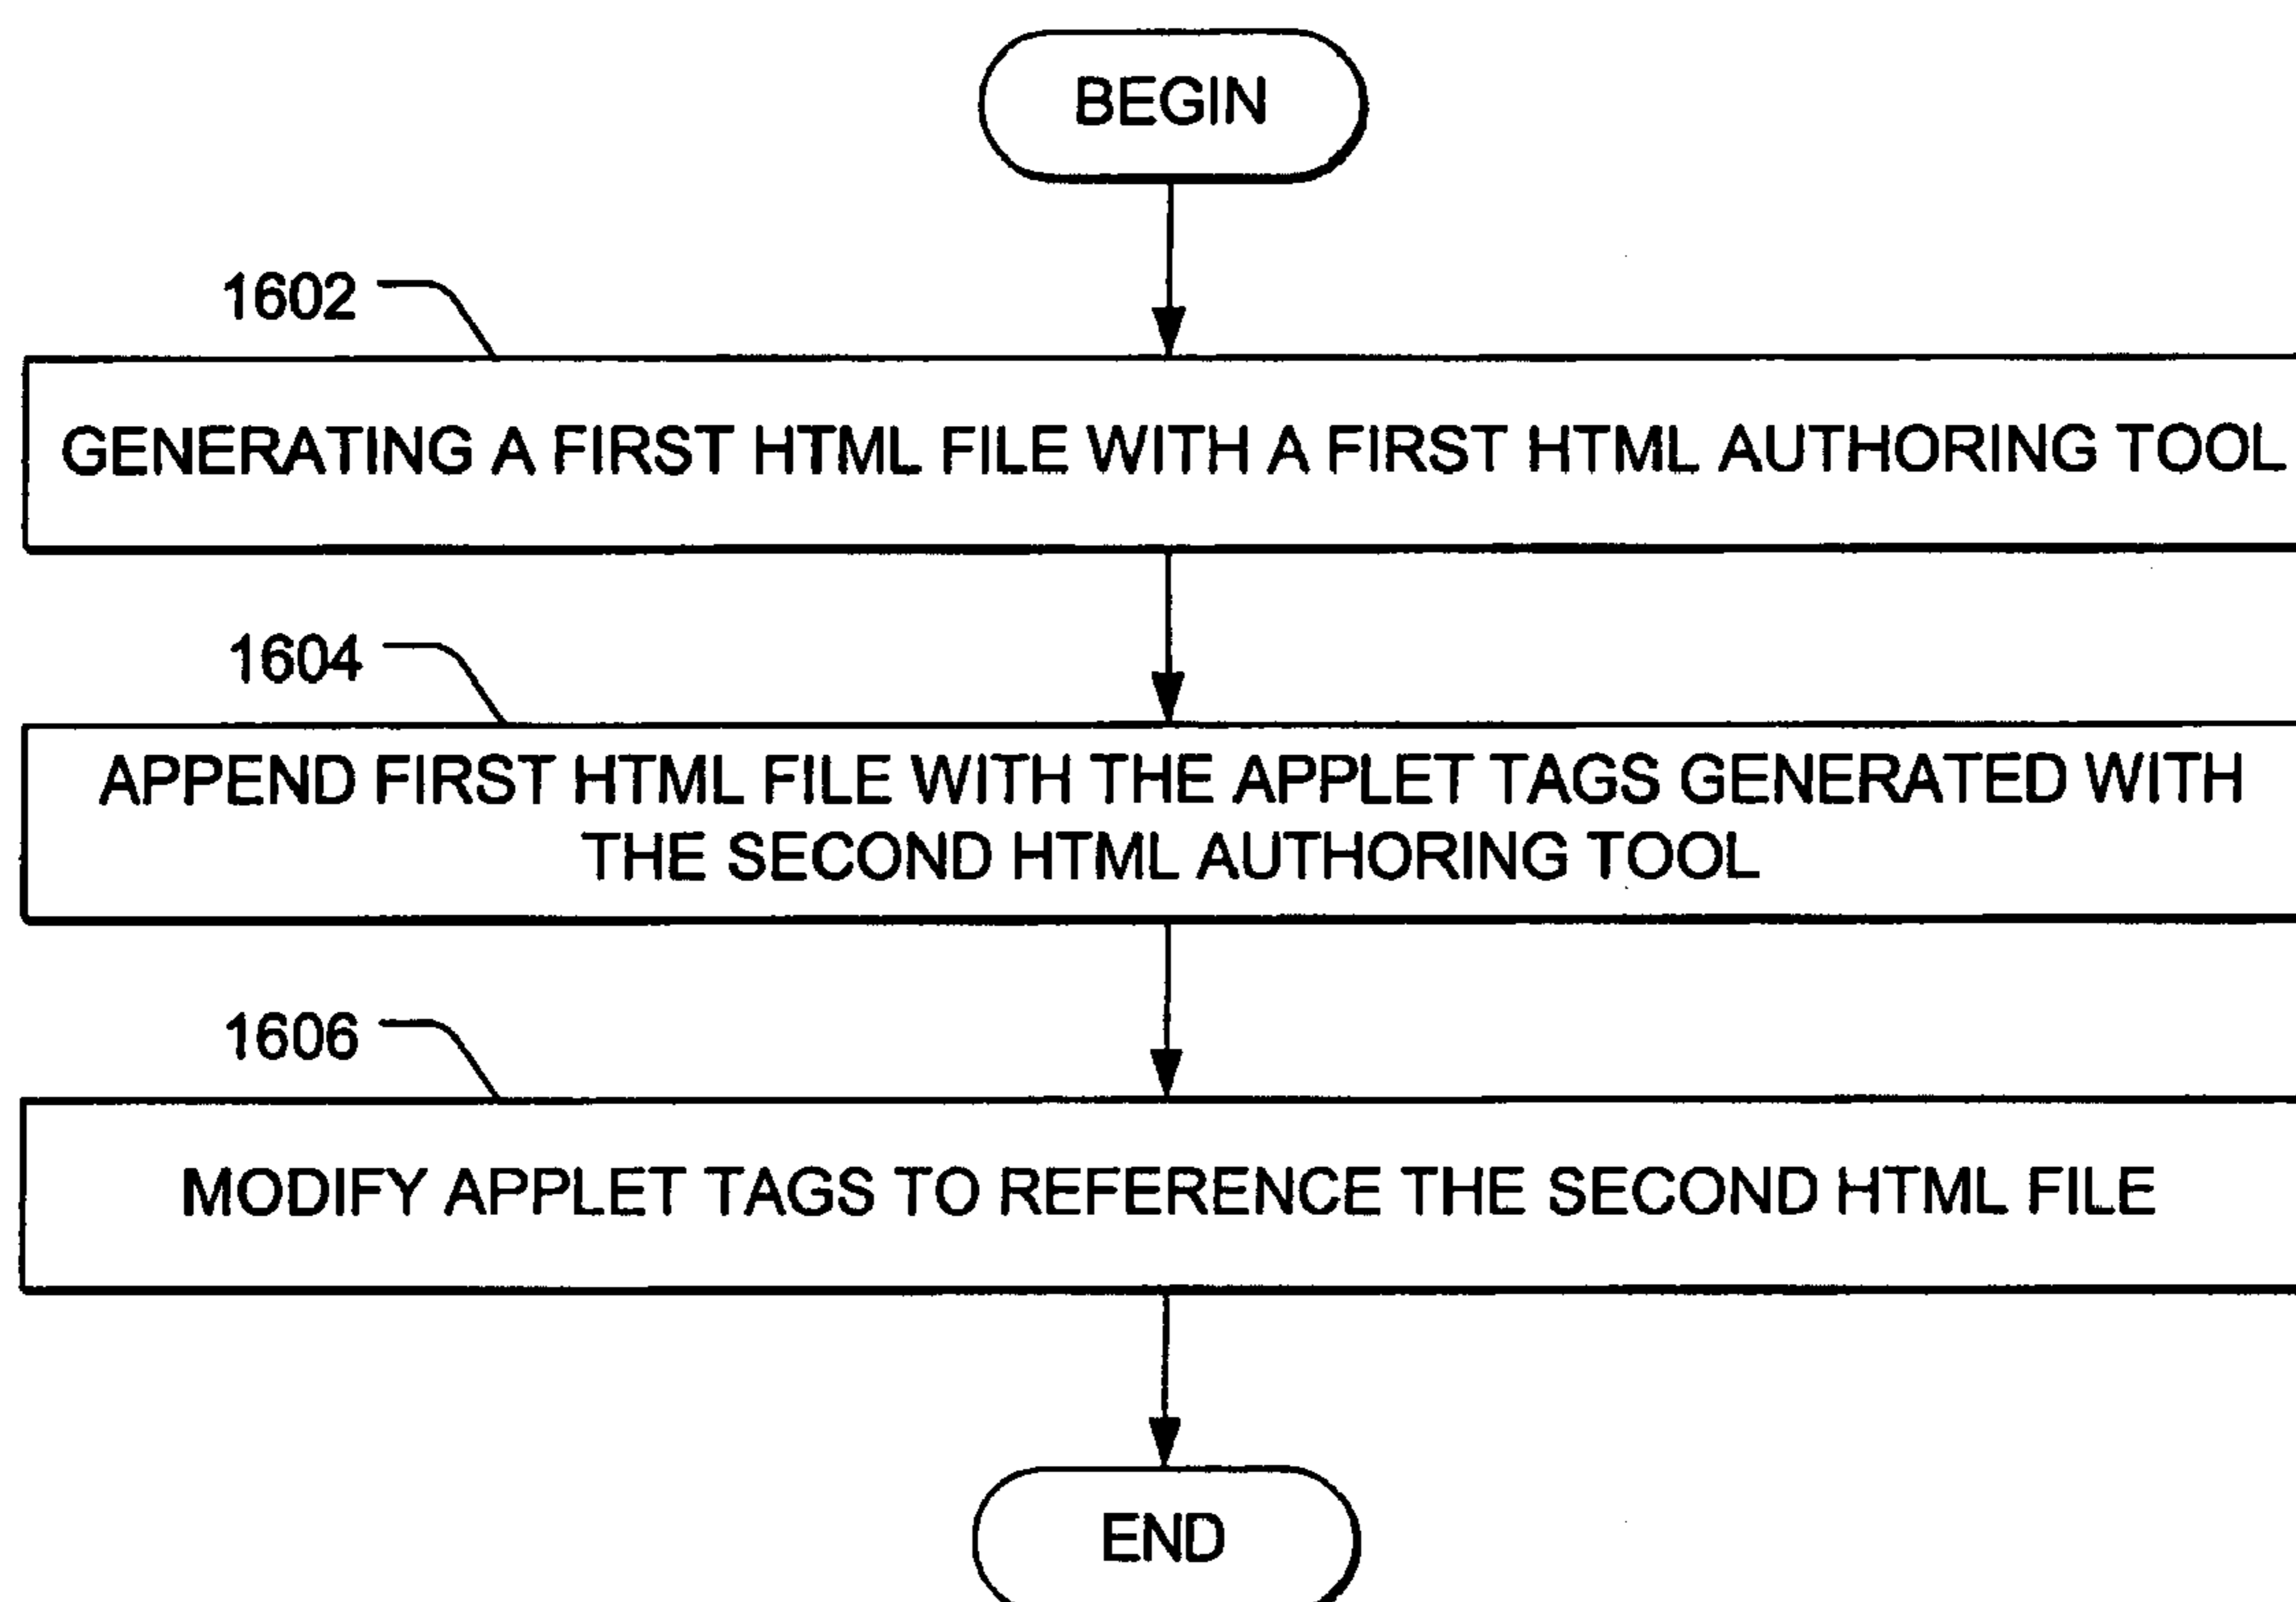 BEGIN
1602
GENERATING A FIRST HTML FILE WITH A FIRST HTML AUTHORING TOOL
1604
APPEND FIRST HTML FILE WITH THE APPLET TAGS GENERATED WITH
THE SECOND HTML AUTHORING TOOL
1606
MODIFY APPLET TAGS TO REFERENCE THE SECOND HTML FILE
END